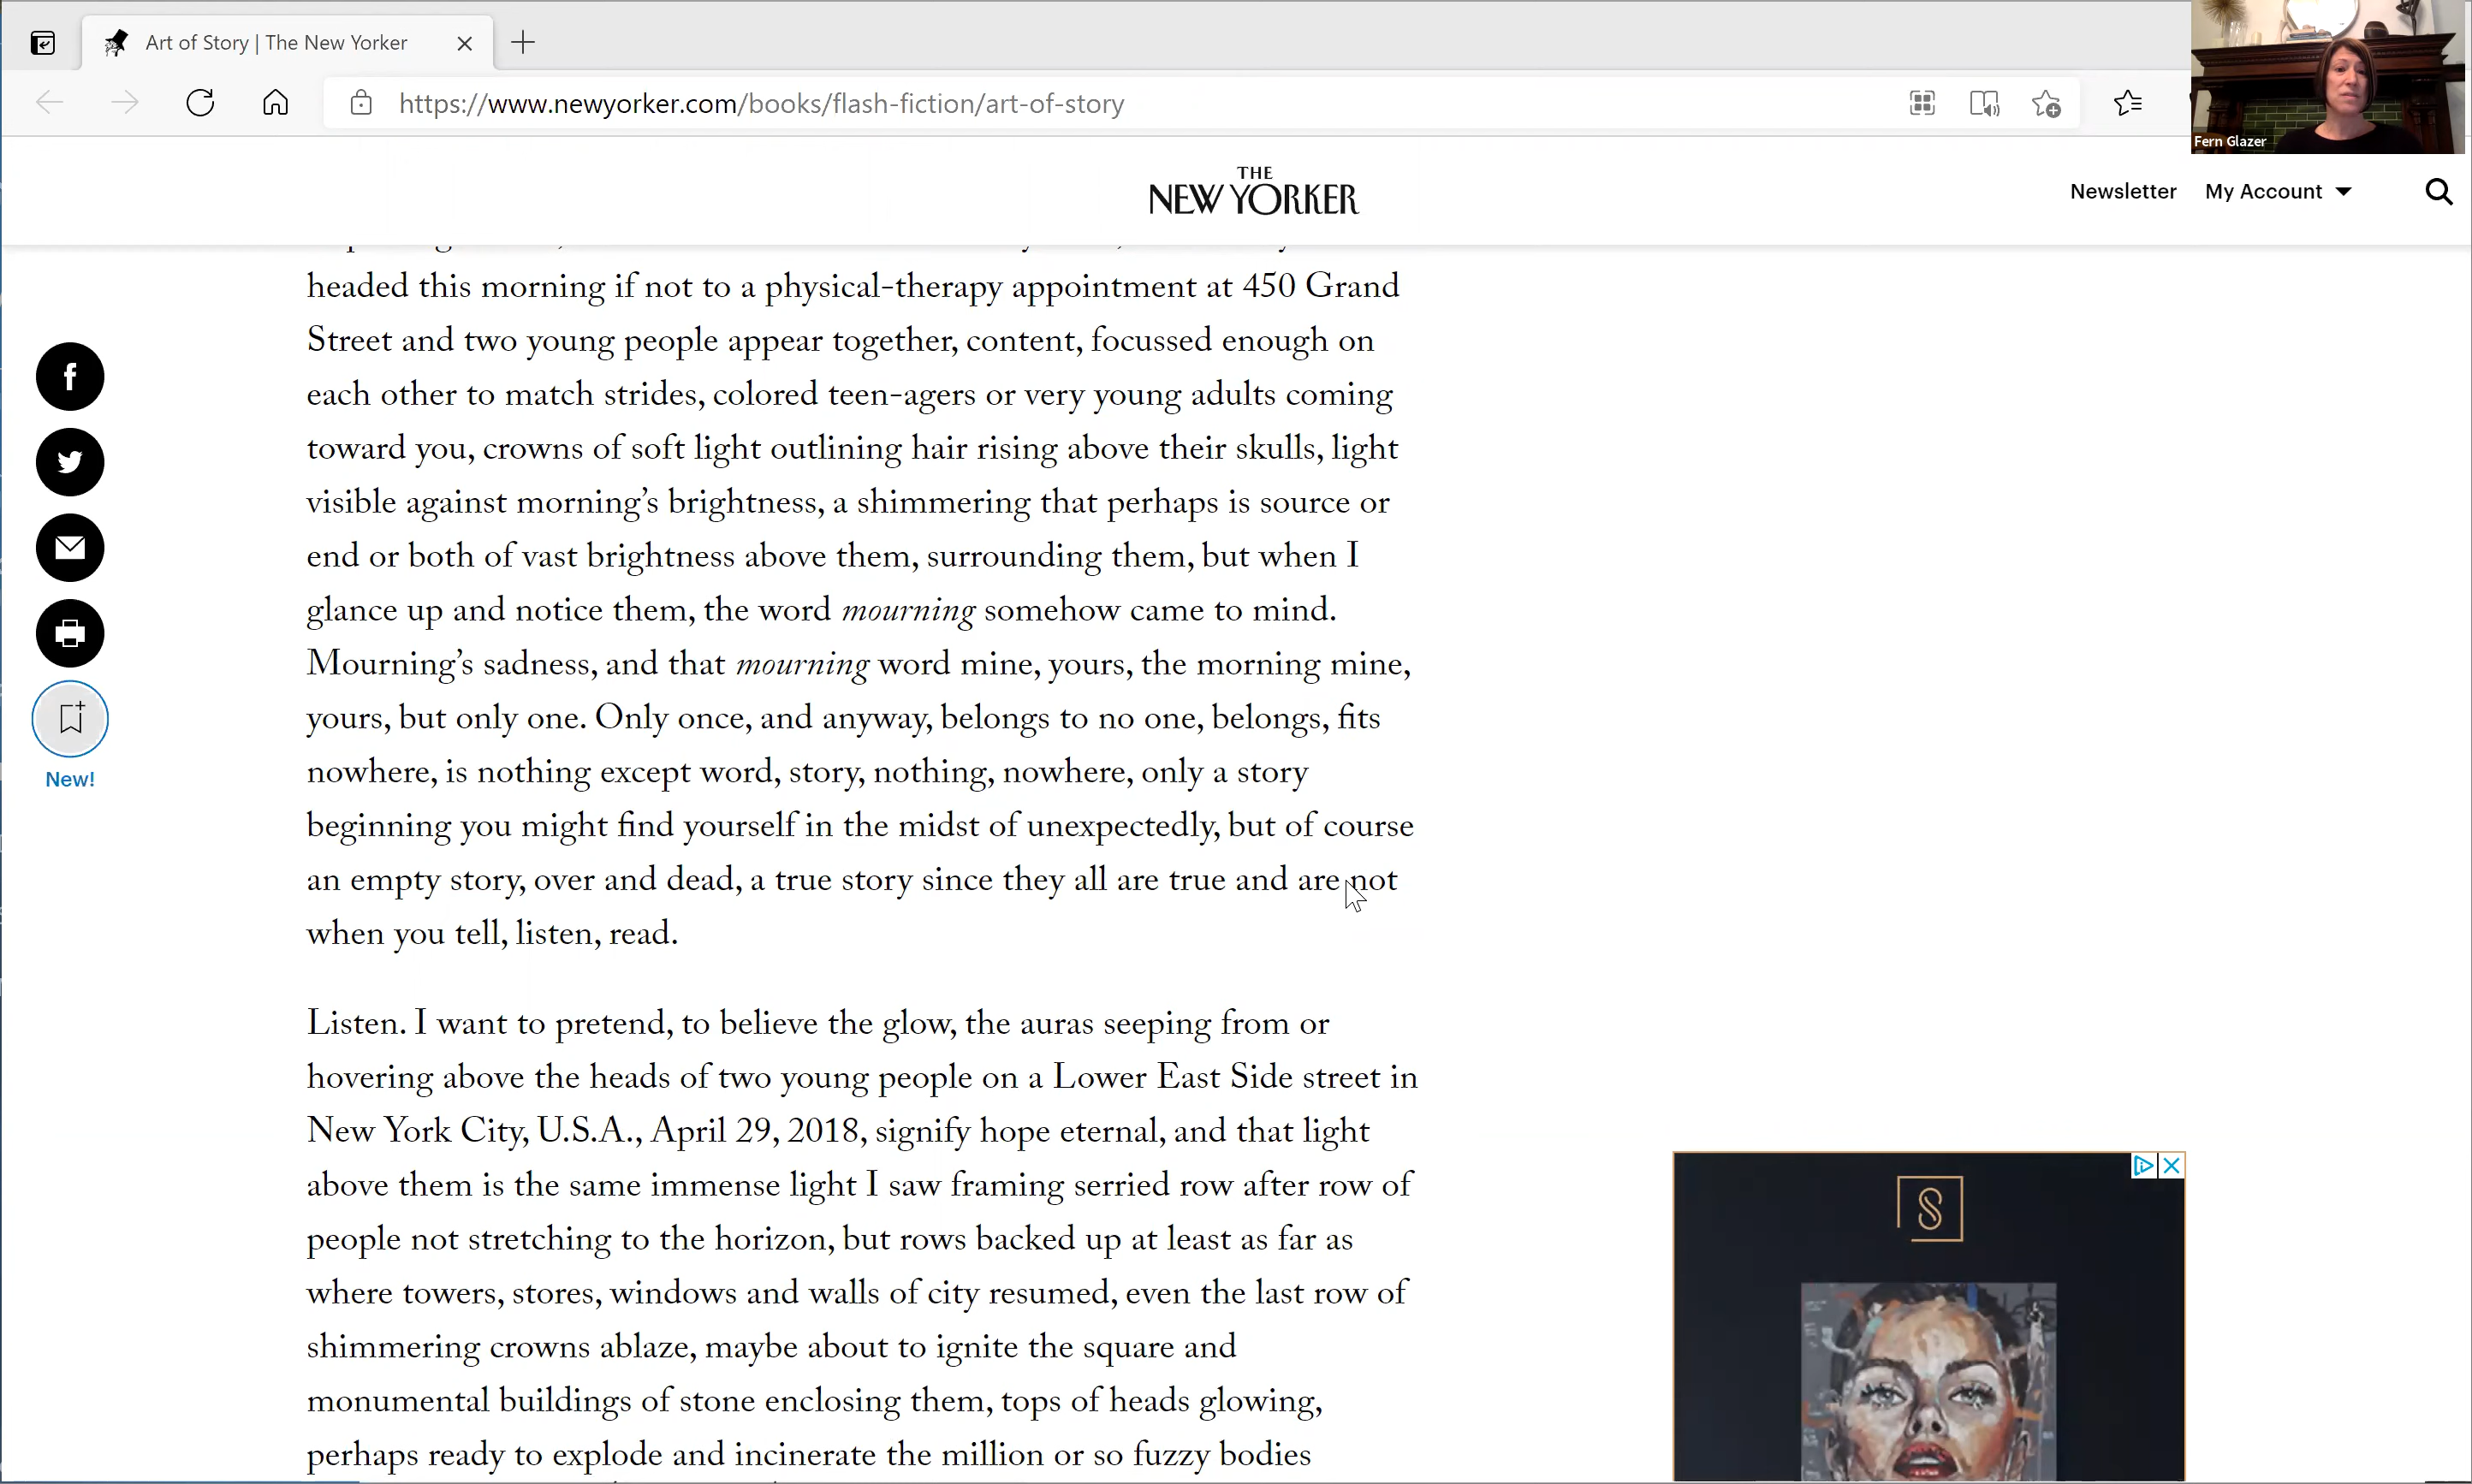 Art of Story | The New Yorker
https://www.newyorker.com/books/flash-fiction/art-of-story
Fern Glazer
THE
NEW YORKER
Newsletter My Account
headed this morning if not to a physical-therapy appointment at 450 Grand
Street and two young people appear together, content, focussed enough on
each other to match strides, colored teen-agers or very young adults coming
toward you, crowns of soft light outlining hair rising above their skulls, light
visible against morning’s brightness, a shimmering that perhaps is source or
end or both of vast brightness above them, surrounding them, but when I
glance up and notice them, the word mourning somehow came to mind.
Mourning’s sadness, and that mourning word mine, yours, the morning mine,
yours, but only one. Only once, and anyway, belongs to no one, belongs, fits
nowhere, is nothing except word, story, nothing, nowhere, only a story
beginning you might find yourself in the midst of unexpectedly, but of course
an empty story, over and dead, a true story since they all are true and are not
when you tell, listen, read.
Listen. I want to pretend, to believe the glow, the auras seeping from or
hovering above the heads of two young people on a Lower East Side street in
New York City, U.S.A., April 29, 2018, signify hope eternal, and that light
above them is the same immense light I saw framing serried row after row of
people not stretching to the horizon, but rows backed up at least as far as
where towers, stores, windows and walls of city resumed, even the last row of
shimmering crowns ablaze, maybe about to ignite the square and
monumental buildings of stone enclosing them, tops of heads glowing,
perhaps ready to explode and incinerate the million or so fuzzy bodies
New!
S